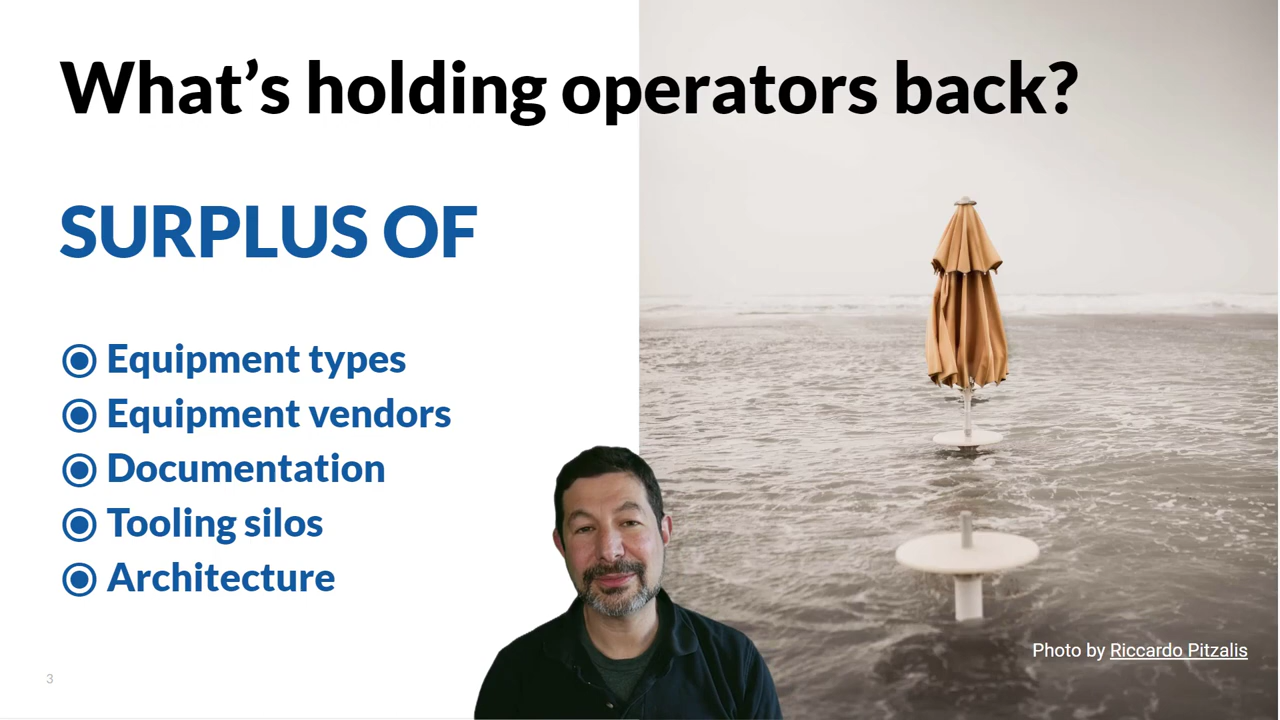 What’s holding operators back?
SURPLUS OF
Equipment types
Equipment vendors
Documentation
Tooling silos
Architecture
Photo by Riccardo Pitzalis
3